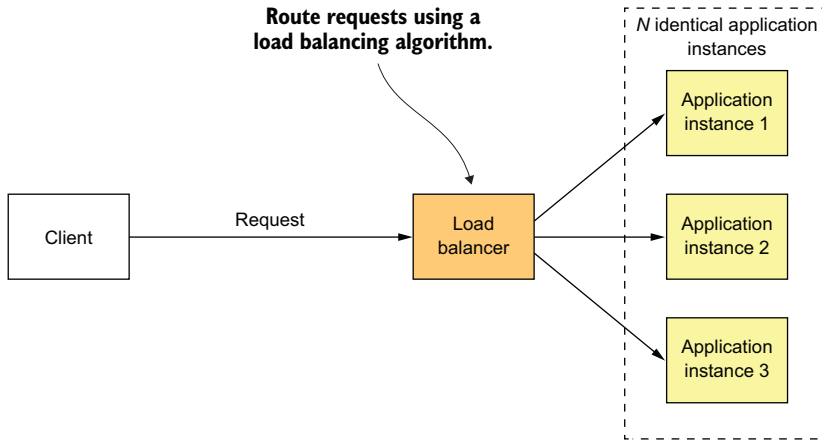 Route requests using a
load balancing algorithm.
N identical application
instances
Application
instance 1
Client
Request
Load
balancer
Application
instance 2
Application
instance 3